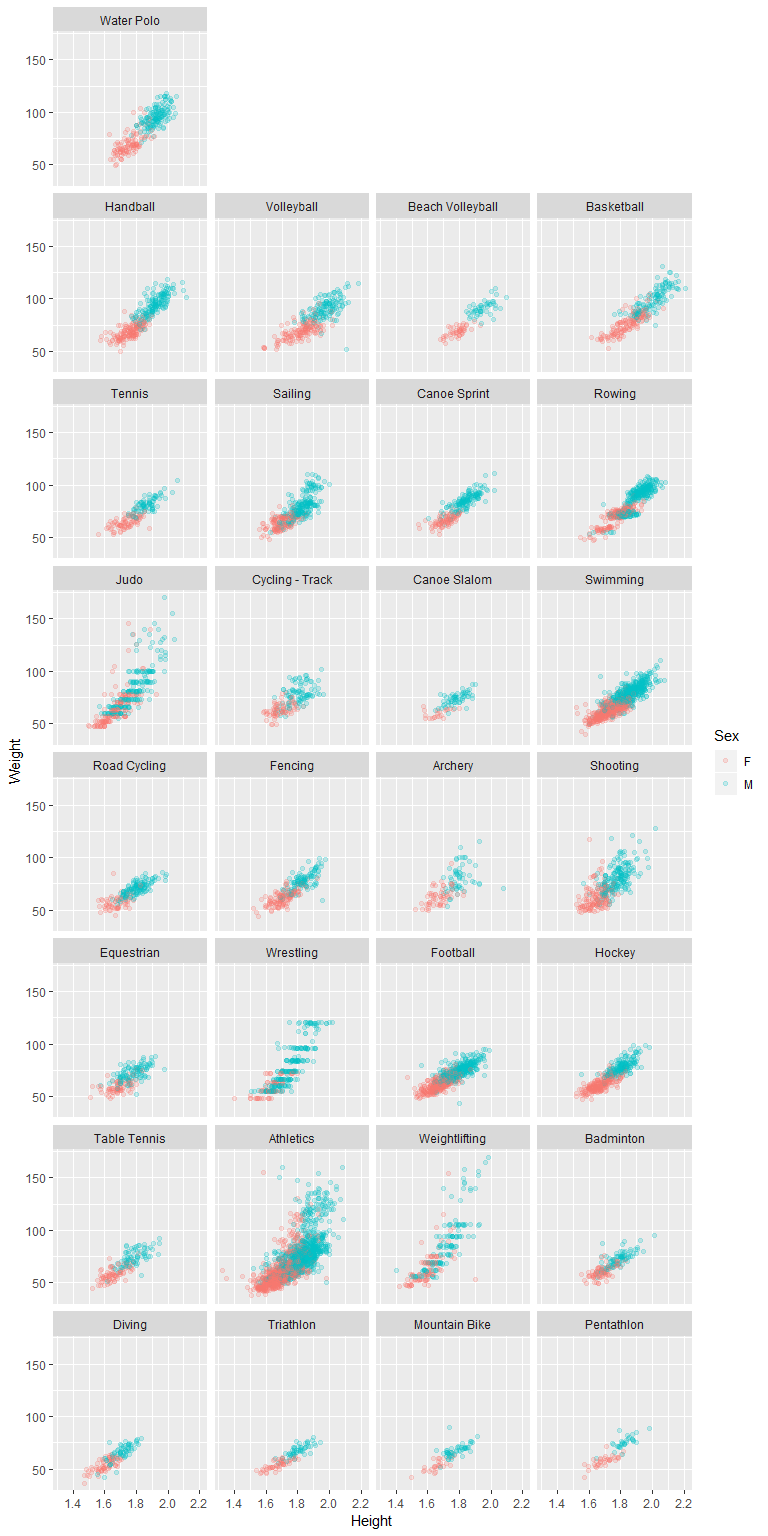 Water Polo
150
100
50
Handball Volleyball Beach Volleyball Basketball
150
100
50
Tennis Sailing Canoe Sprint Rowing
150
100
50
Judo Cycling - Track Canoe Slalom Swimming
150
100
50
Weight
Sex
F
M
Road Cycling Fencing Archery Shooting
150
100
50
Equestrian Wrestling Football Hockey
150
100
50
Table Tennis Athletics Weightlifting Badminton
150
100
50
Diving Triathlon Mountain Bike Pentathlon
150
100
50
1.4 1.6 1.8 2.0 2.2 1.4 1.6 1.8 2.0 2.2 1.4 1.6 1.8 2.0 2.2 1.4 1.6 1.8 2.0 2.2
Height